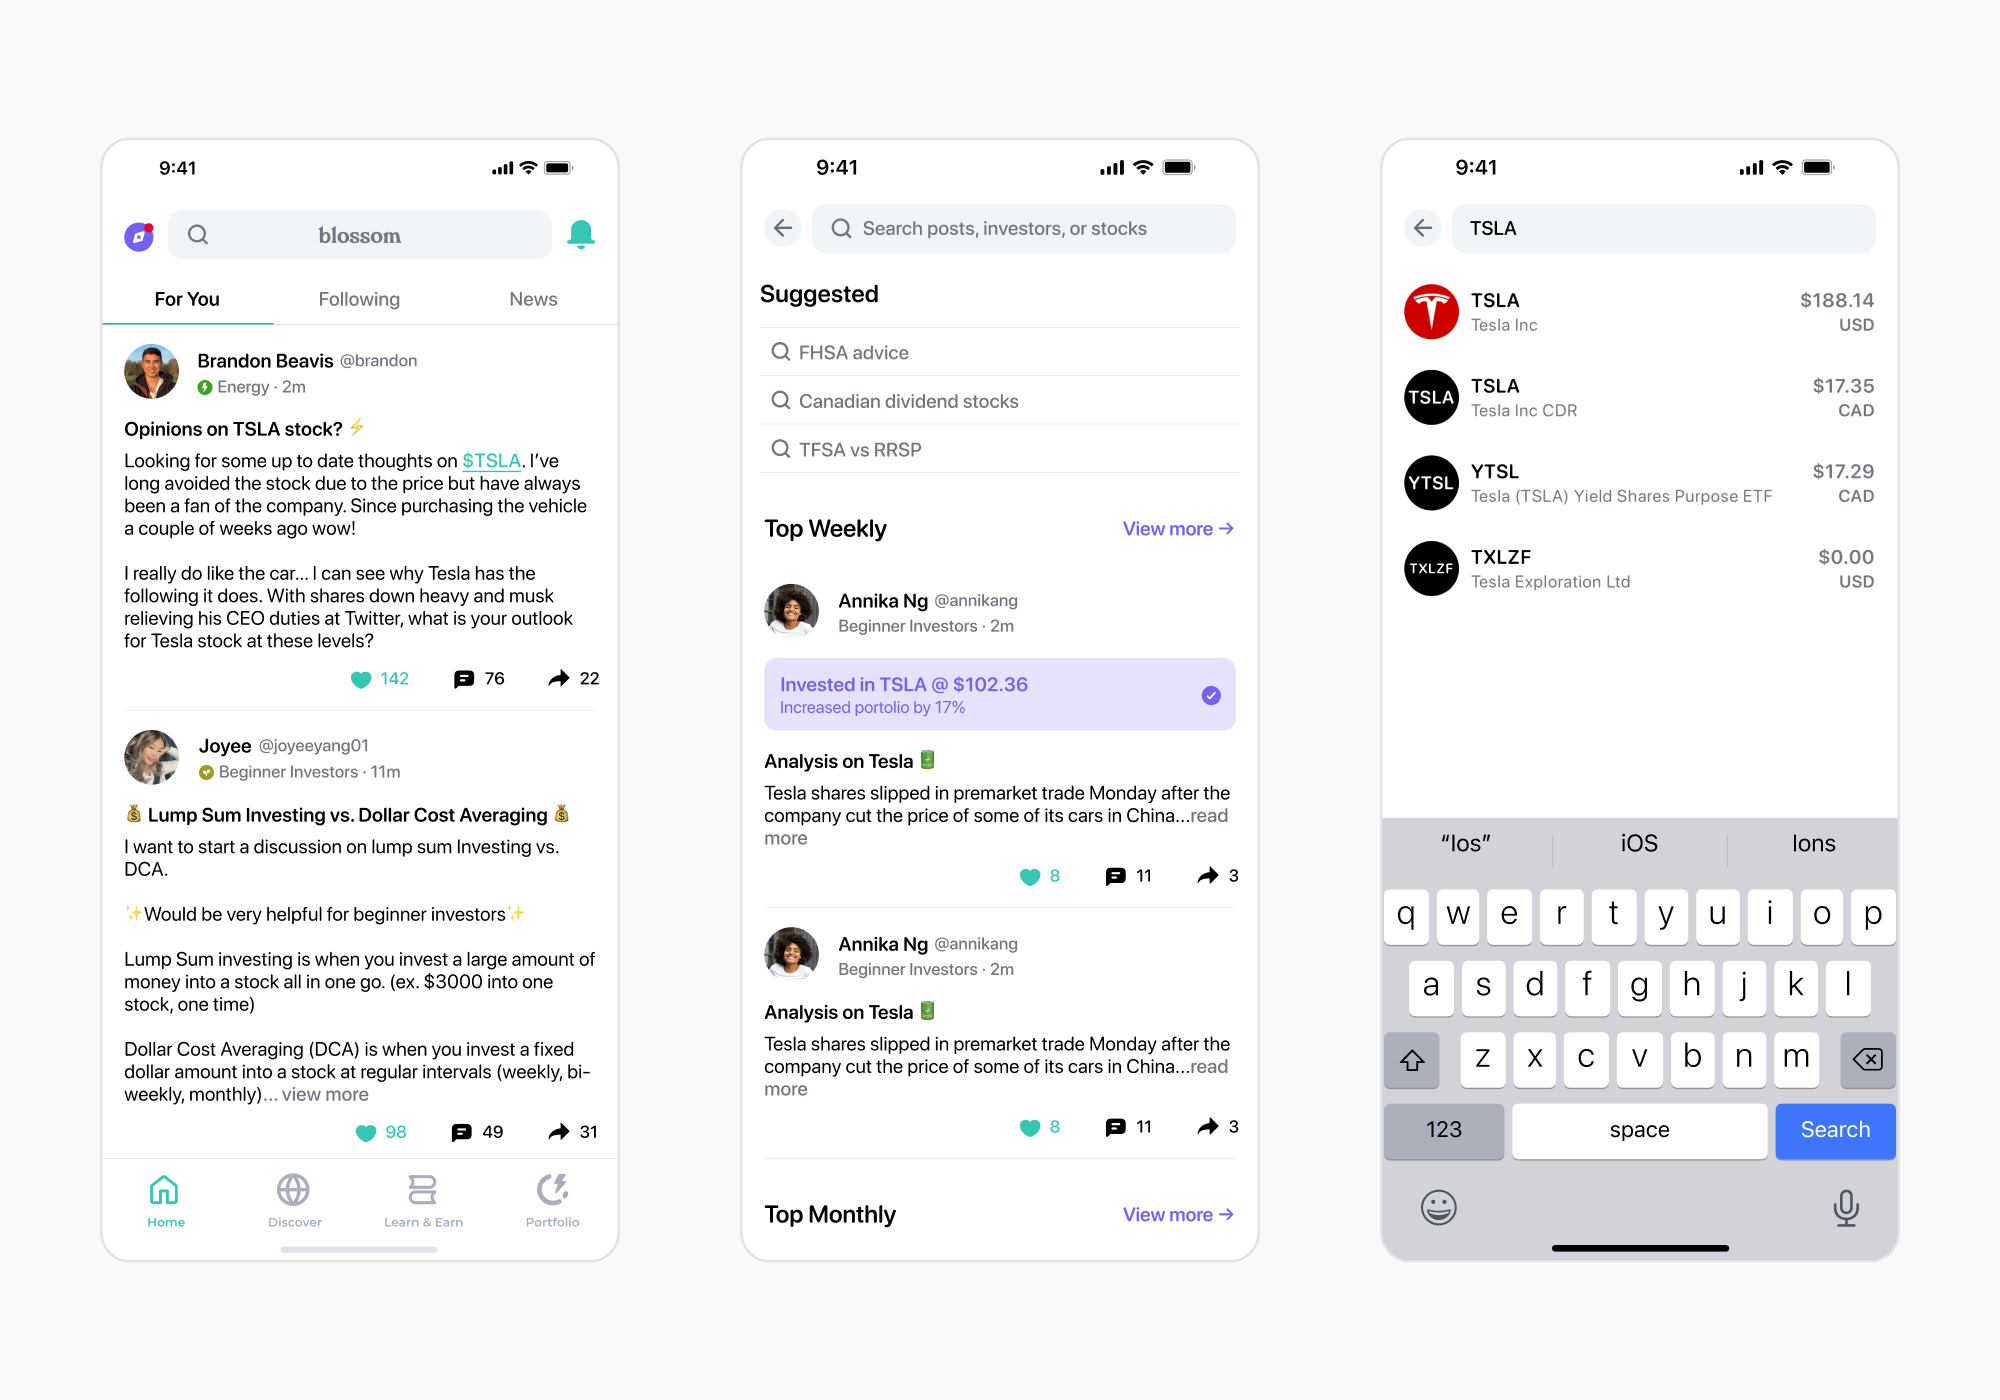 9:41
blossom
For You
Following
News
Brandon Beavis @brandon
Energy · 2m
Opinions on TSLA stock? ⚡
Looking for some up to date thoughts on $TSLA. I've
long avoided the stock due to the price but have always
been a fan of the company. Since purchasing the vehicle
a couple of weeks ago wow!
I really do like the car... I can see why Tesla has the
following it does. With shares down heavy and musk
relieving his CEO duties at Twitter, what is your outlook
for Tesla stock at these levels?
142
76
22
Joyee @joyeeyang01
Beginner Investors · 11m
💰 Lump Sum Investing vs. Dollar Cost Averaging 💰
I want to start a discussion on lump sum Investing vs.
DCA.
✨Would be very helpful for beginner investors✨
Lump Sum investing is when you invest a large amount of
money into a stock all in one go. (ex. $3000 into one
stock, one time)
Dollar Cost Averaging (DCA) is when you invest a fixed
dollar amount into a stock at regular intervals (weekly, bi-
weekly, monthly)... view more
98
49
31
Home
Discover
Learn & Earn
Portfolio
9:41
Search posts, investors, or stocks
Suggested
FHSA advice
Canadian dividend stocks
TFSA vs RRSP
Top Weekly
View more →
Annika Ng @annikang
Beginner Investors · 2m
Invested in TSLA @ $102.36
Increased portolio by 17%
Analysis on Tesla
Tesla shares slipped in premarket trade Monday after the
company cut the price of some of its cars in China...read
more
8
11
3
Annika Ng @annikang
Beginner Investors · 2m
Analysis on Tesla
Tesla shares slipped in premarket trade Monday after the
company cut the price of some of its cars in China...read
more
8
11
3
Top Monthly
View more →
9:41
TSLA
TSLA
$188.14
Tesla Inc
USD
TSLA
TSLA
$17.35
Tesla Inc CDR
CAD
YTSL
YTSL
$17.29
Tesla (TSLA) Yield Shares Purpose ETF
CAD
TXLZF
TXLZF
$0.00
Tesla Exploration Ltd
USD
“Ios”
iOS
Ions
q w e r t y u i o p
a s d f g h j k l
z x c v b n m
123
space
Search